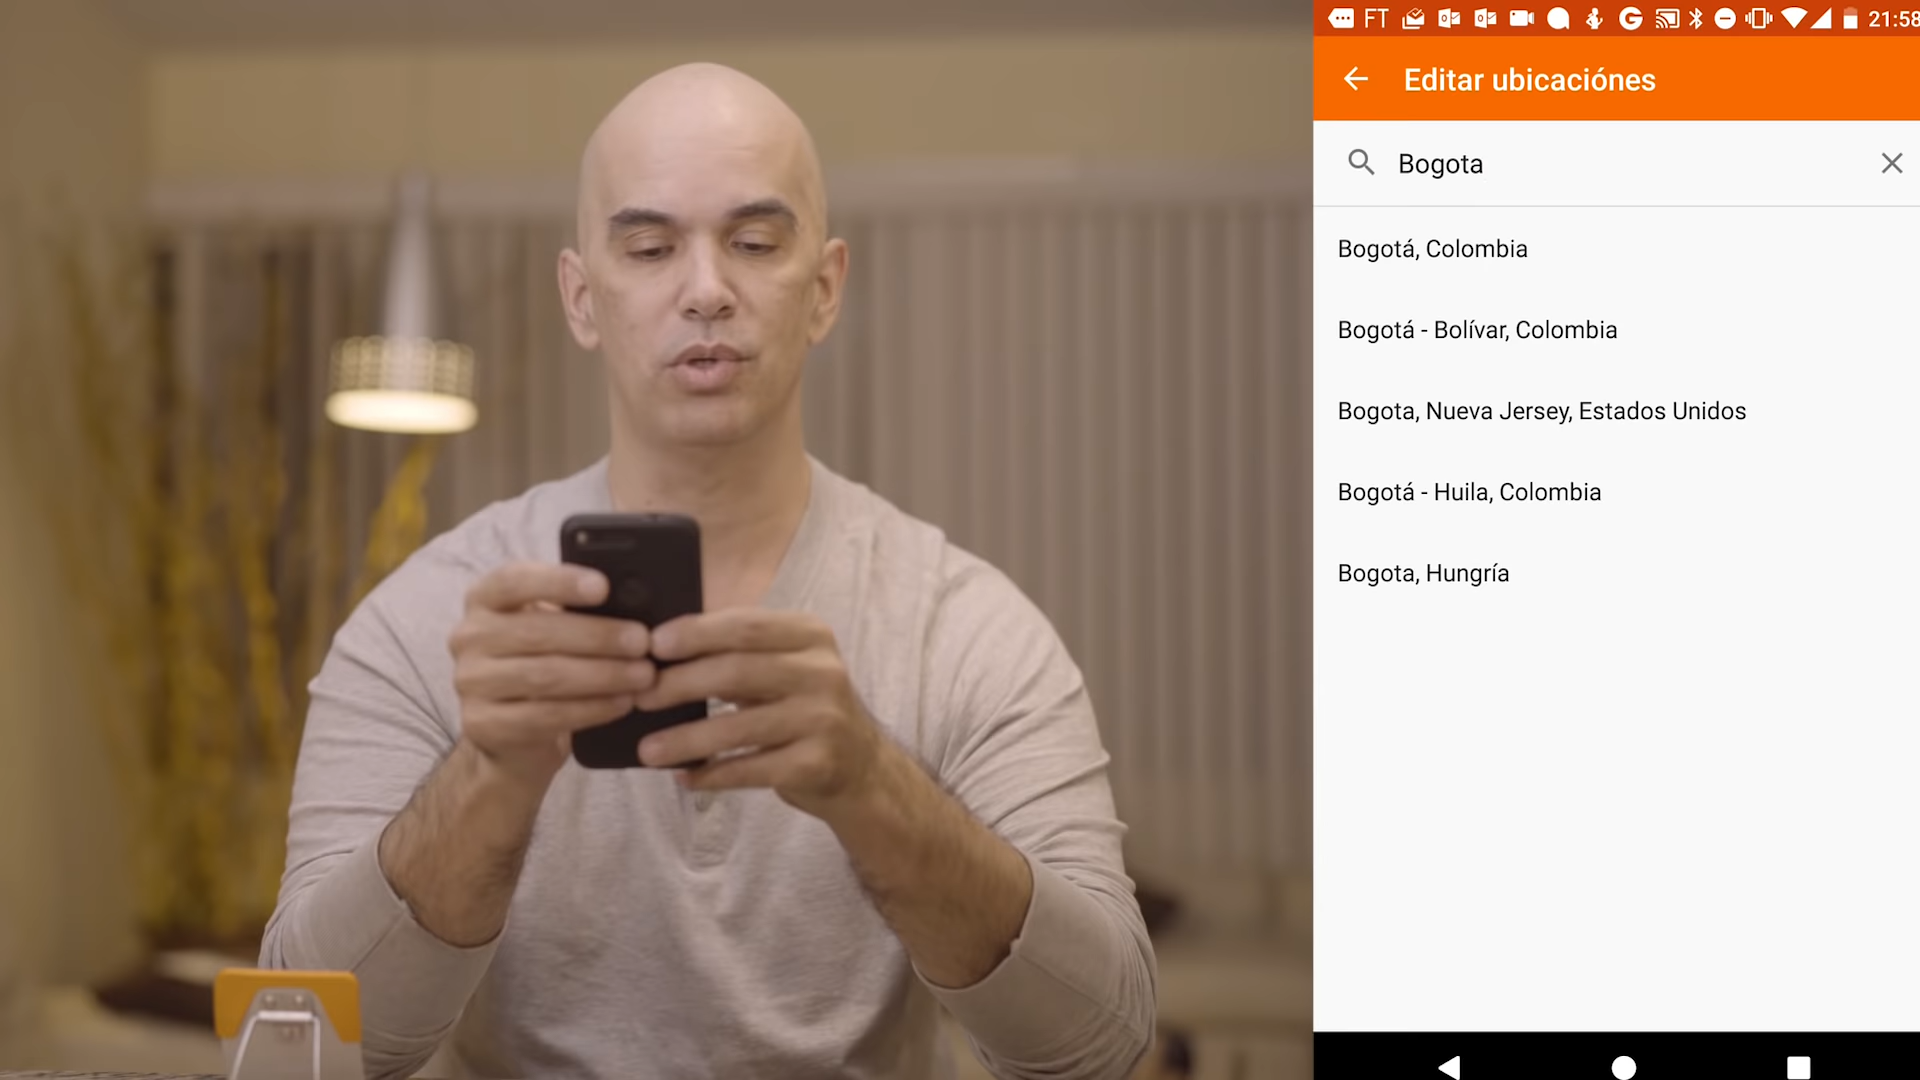 FT
21:58
Editar ubicaciónes
Bogota
Bogotá, Colombia
Bogotá - Bolívar, Colombia
Bogota, Nueva Jersey, Estados Unidos
Bogotá - Huila, Colombia
Bogota, Hungría